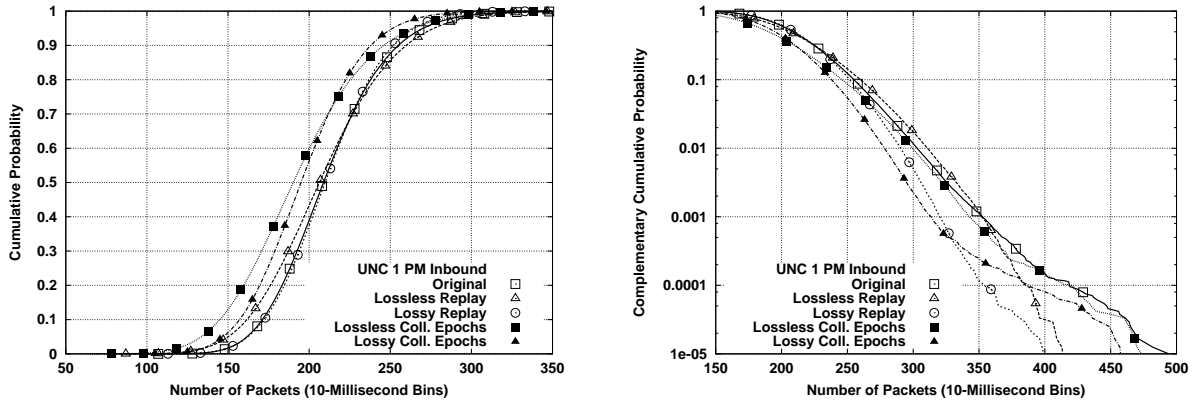 Cumulative Probability
1
0.9
0.8
0.7
0.6
0.5
0.4
0.3
0.2
0.1
0
50 100 150 200 250 300 350
Number of Packets (10-Millisecond Bins)
UNC 1 PM Inbound
Original
Lossless Replay
Lossy Replay
Lossless Coll. Epochs
Lossy Coll. Epochs
Complementary Cumulative Probability
1
0.1
0.01
0.001
0.0001
1e-05
150 200 250 300 350 400 450 500
Number of Packets (10-Millisecond Bins)
UNC 1 PM Inbound
Original
Lossless Replay
Lossy Replay
Lossless Coll. Epochs
Lossy Coll. Epochs